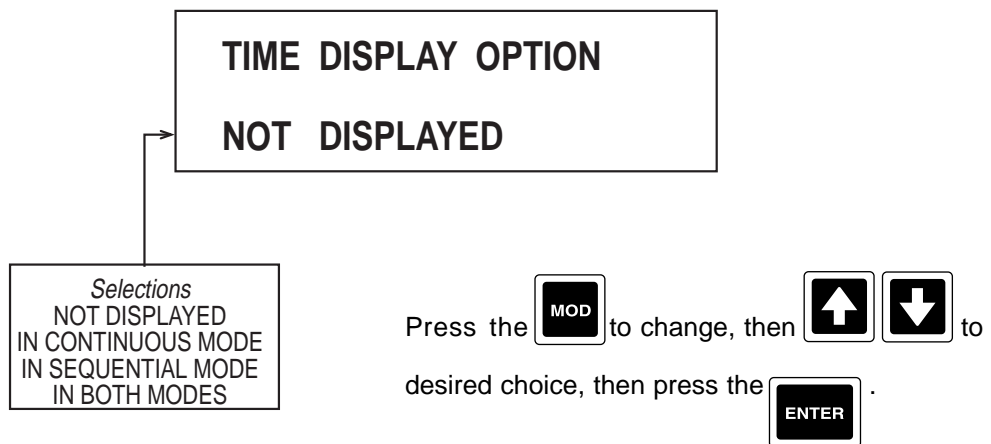 TIME DISPLAY OPTION
NOT DISPLAYED
Selections
NOT DISPLAYED
IN CONTINUOUS MODE
IN SEQUENTIAL MODE
IN BOTH MODES
Press the MOD to change, then to
desired choice, then press the ENTER .